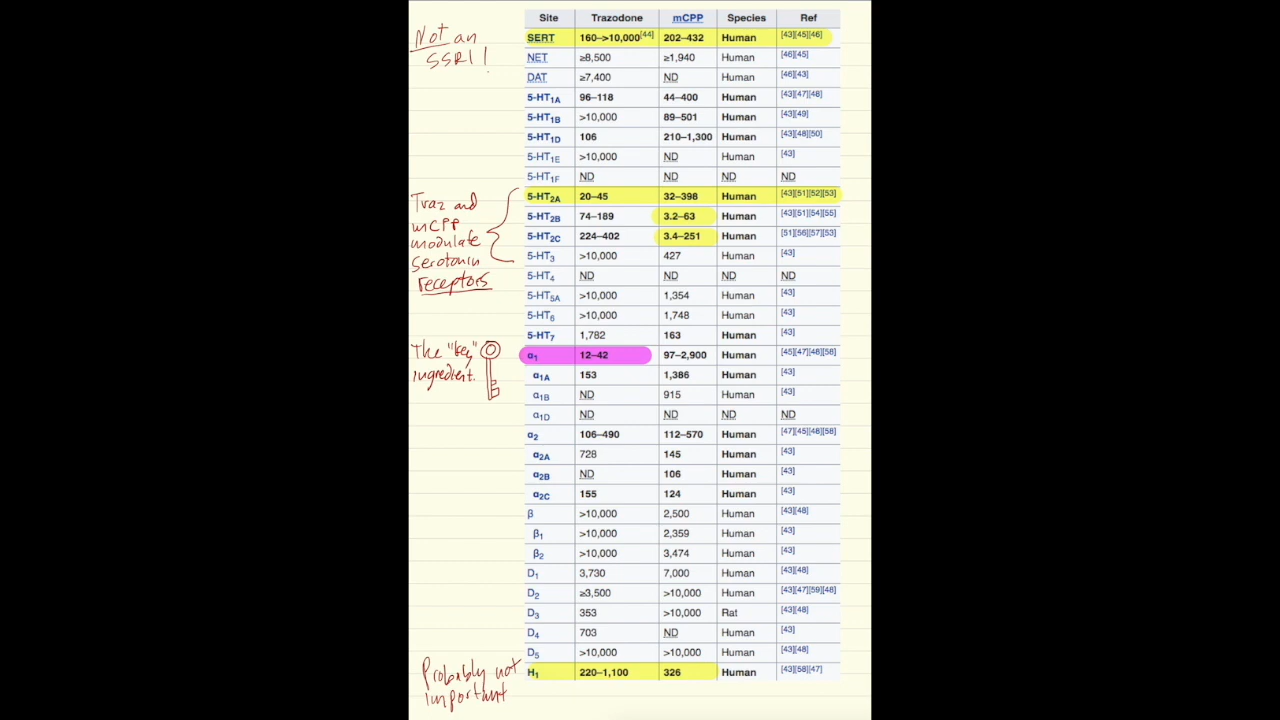 Site Trazodone mCPP Species Ref
Not an
SSRI!
SERT 160–>10,000[44] 202–432 Human [43][45][46]
NET ≥8,500 ≥1,940 Human [46][45]
DAT ≥7,400 ND Human [46][43]
5-HT1A 96–118 44–400 Human [43][47][48]
5-HT1B >10,000 89–501 Human [43][49]
5-HT1D 106 210–1,300 Human [43][48][50]
5-HT1E >10,000 ND Human [43]
5-HT1F ND ND ND ND
Traz and
mCPP
modulate
serotonin
receptors
5-HT2A 20–45 32–398 Human [43][51][52][53]
5-HT2B 74–189 3.2–63 Human [43][51][54][55]
5-HT2C 224–402 3.4–251 Human [51][56][57][53]
5-HT3 >10,000 427 Human [43]
5-HT4 ND ND ND ND
5-HT5A >10,000 1,354 Human [43]
5-HT6 >10,000 1,748 Human [43]
5-HT7 1,782 163 Human [43]
The "key"
ingredient.
α1 12–42 97–2,900 Human [45][47][48][58]
α1A 153 1,386 Human [43]
α1B ND 915 Human [43]
α1D ND ND ND ND
α2 106–490 112–570 Human [47][45][48][58]
α2A 728 145 Human [43]
α2B ND 106 Human [43]
α2C 155 124 Human [43]
β >10,000 2,500 Human [43][48]
β1 >10,000 2,359 Human [43]
β2 >10,000 3,474 Human [43]
D1 3,730 7,000 Human [43][48]
D2 ≥3,500 >10,000 Human [43][47][59][48]
D3 353 >10,000 Rat [43][48]
D4 703 ND Human [43]
D5 >10,000 >10,000 Human [43][48]
Probably not
important
H1 220–1,100 326 Human [43][58][47]